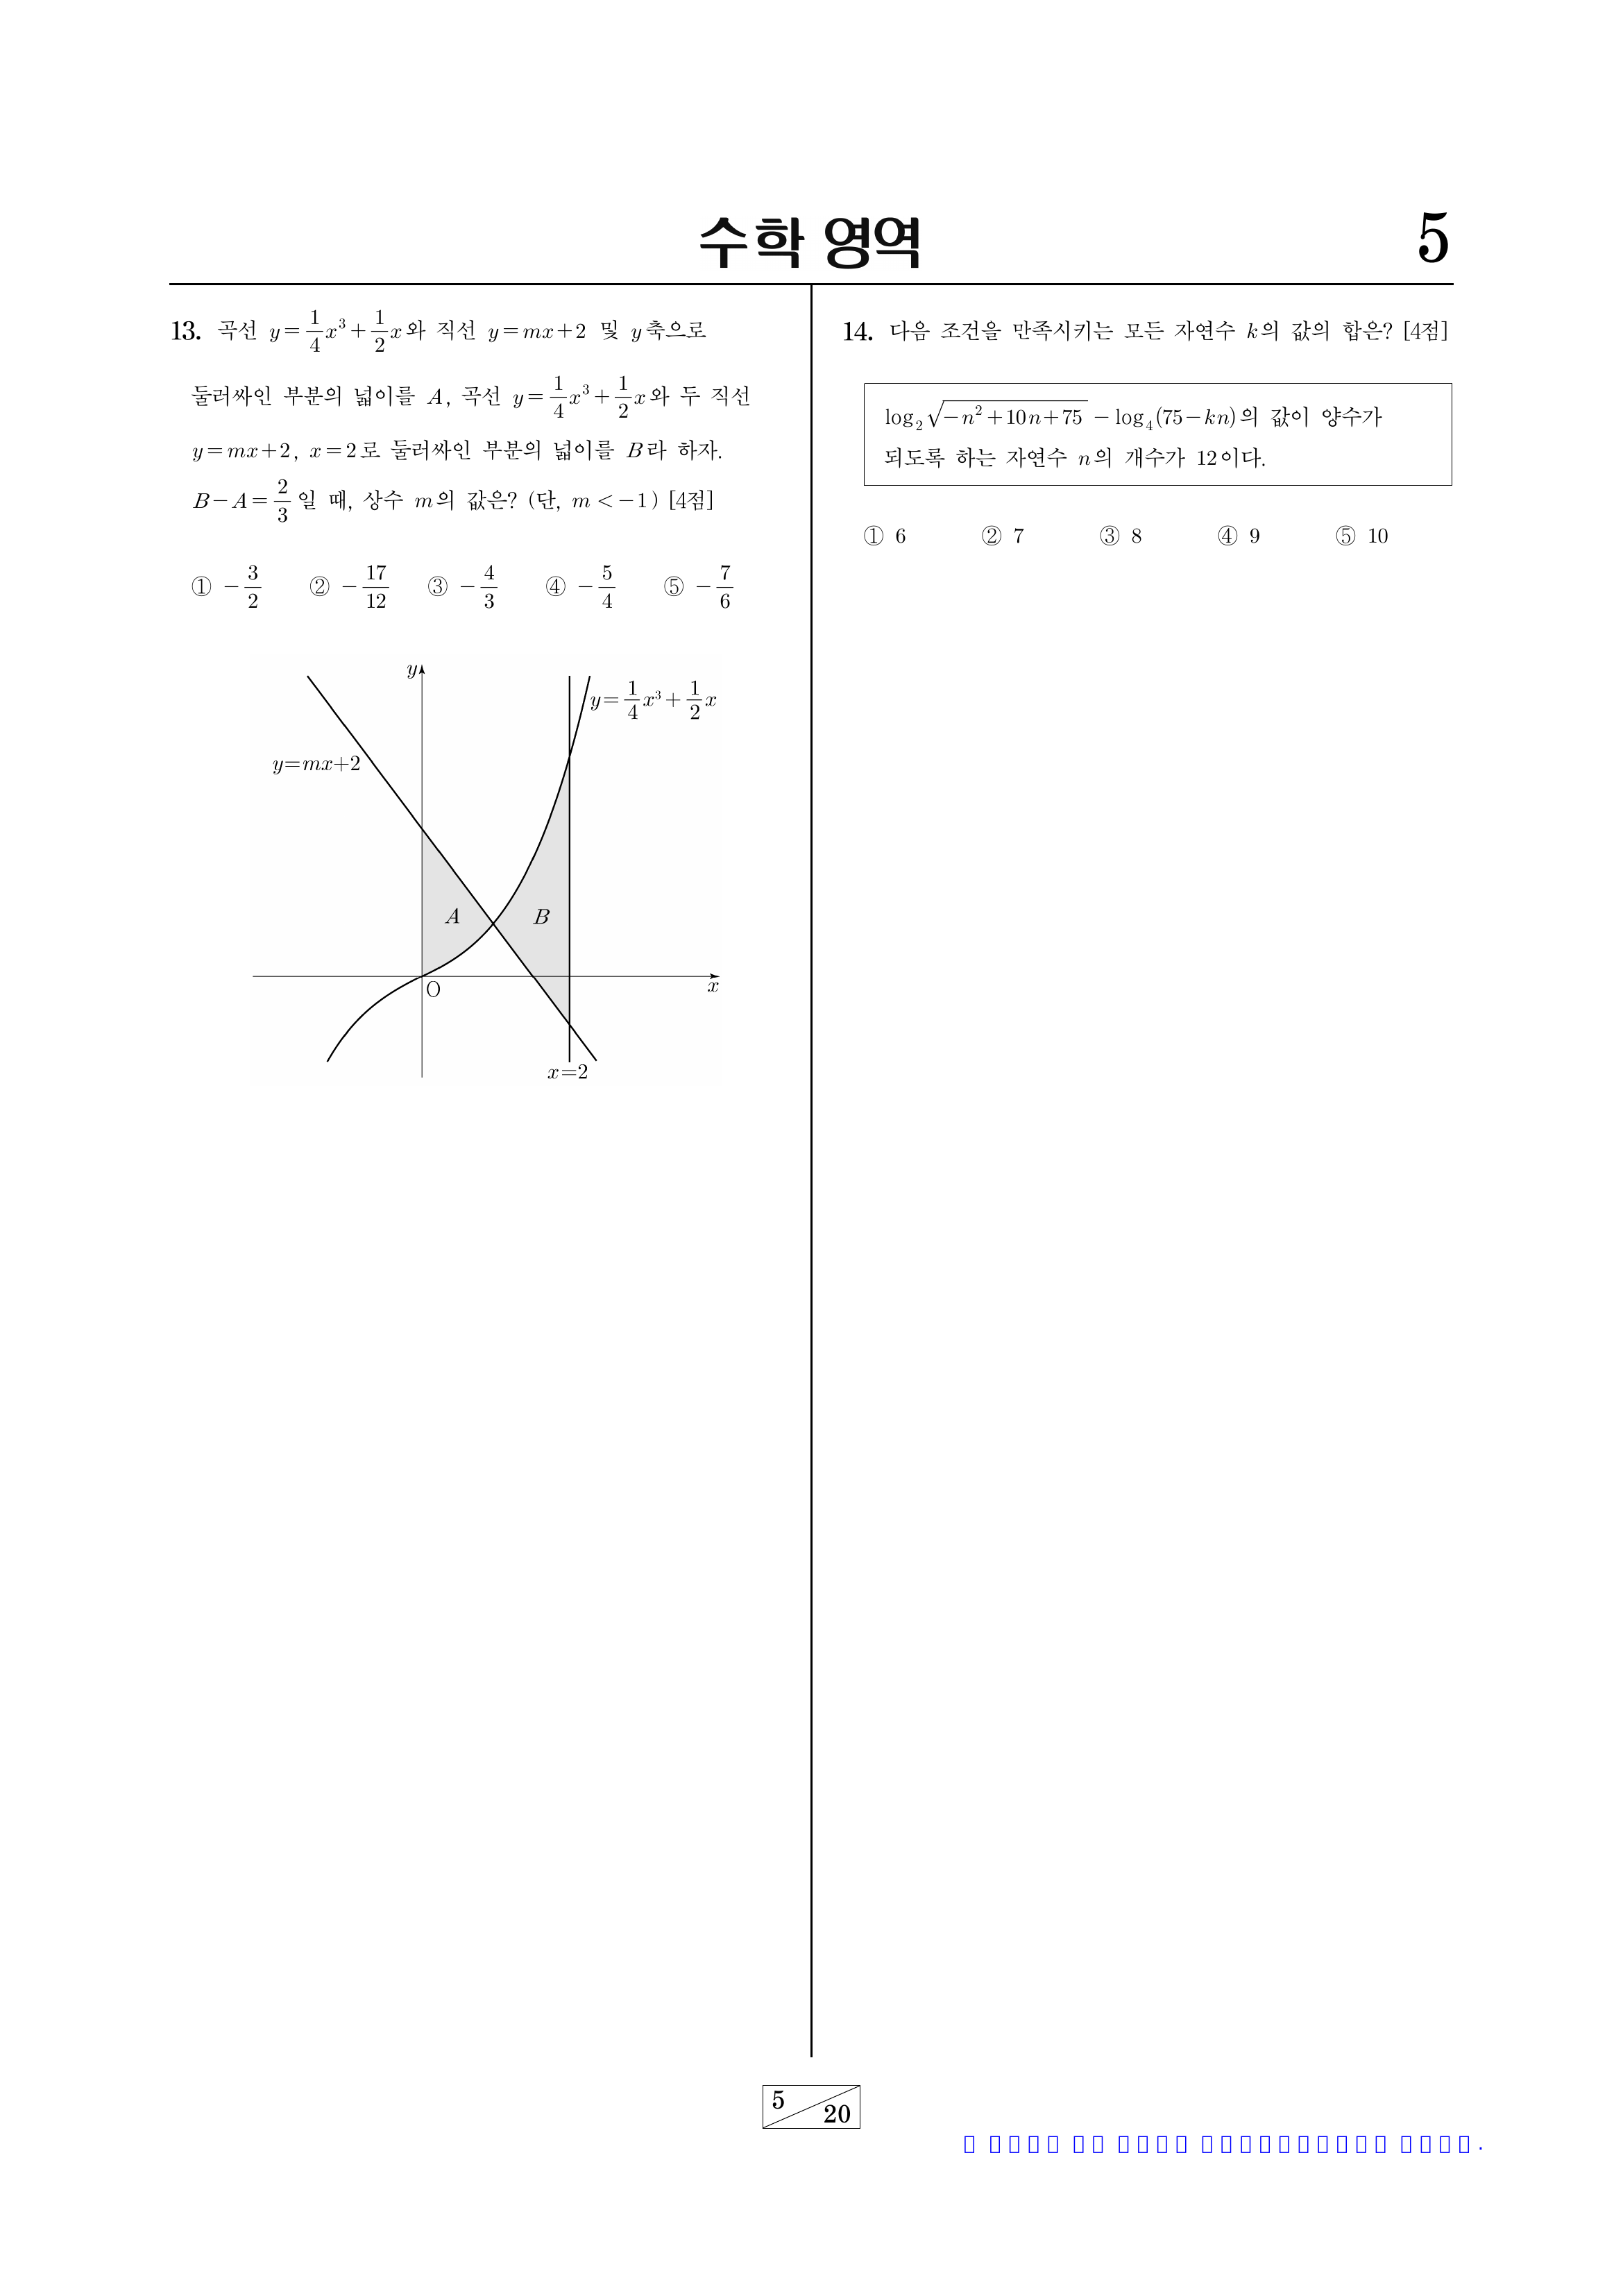 수학 영역
5
13. 곡선 y=\frac{1}{4}x^3+\frac{1}{2}x와 직선 y=mx+2 및 y축으로
둘러싸인 부분의 넓이를 A, 곡선 y=\frac{1}{4}x^3+\frac{1}{2}x와 두 직선
y=mx+2, x=2로 둘러싸인 부분의 넓이를 B라 하자.
B-A=\frac{2}{3}일 때, 상수 m의 값은? (단, m<-1) [4점]
① -\frac{3}{2} ② -\frac{17}{12} ③ -\frac{4}{3} ④ -\frac{5}{4} ⑤ -\frac{7}{6}
y
y=\frac{1}{4}x^3+\frac{1}{2}x
y=mx+2
A
B
O
x
x=2
14. 다음 조건을 만족시키는 모든 자연수 k의 값의 합은? [4점]
log_2 \sqrt{-n^2+10n+75} - log_4(75-kn)의 값이 양수가
되도록 하는 자연수 n의 개수가 12이다.
① 6 ② 7 ③ 8 ④ 9 ⑤ 10
5
20